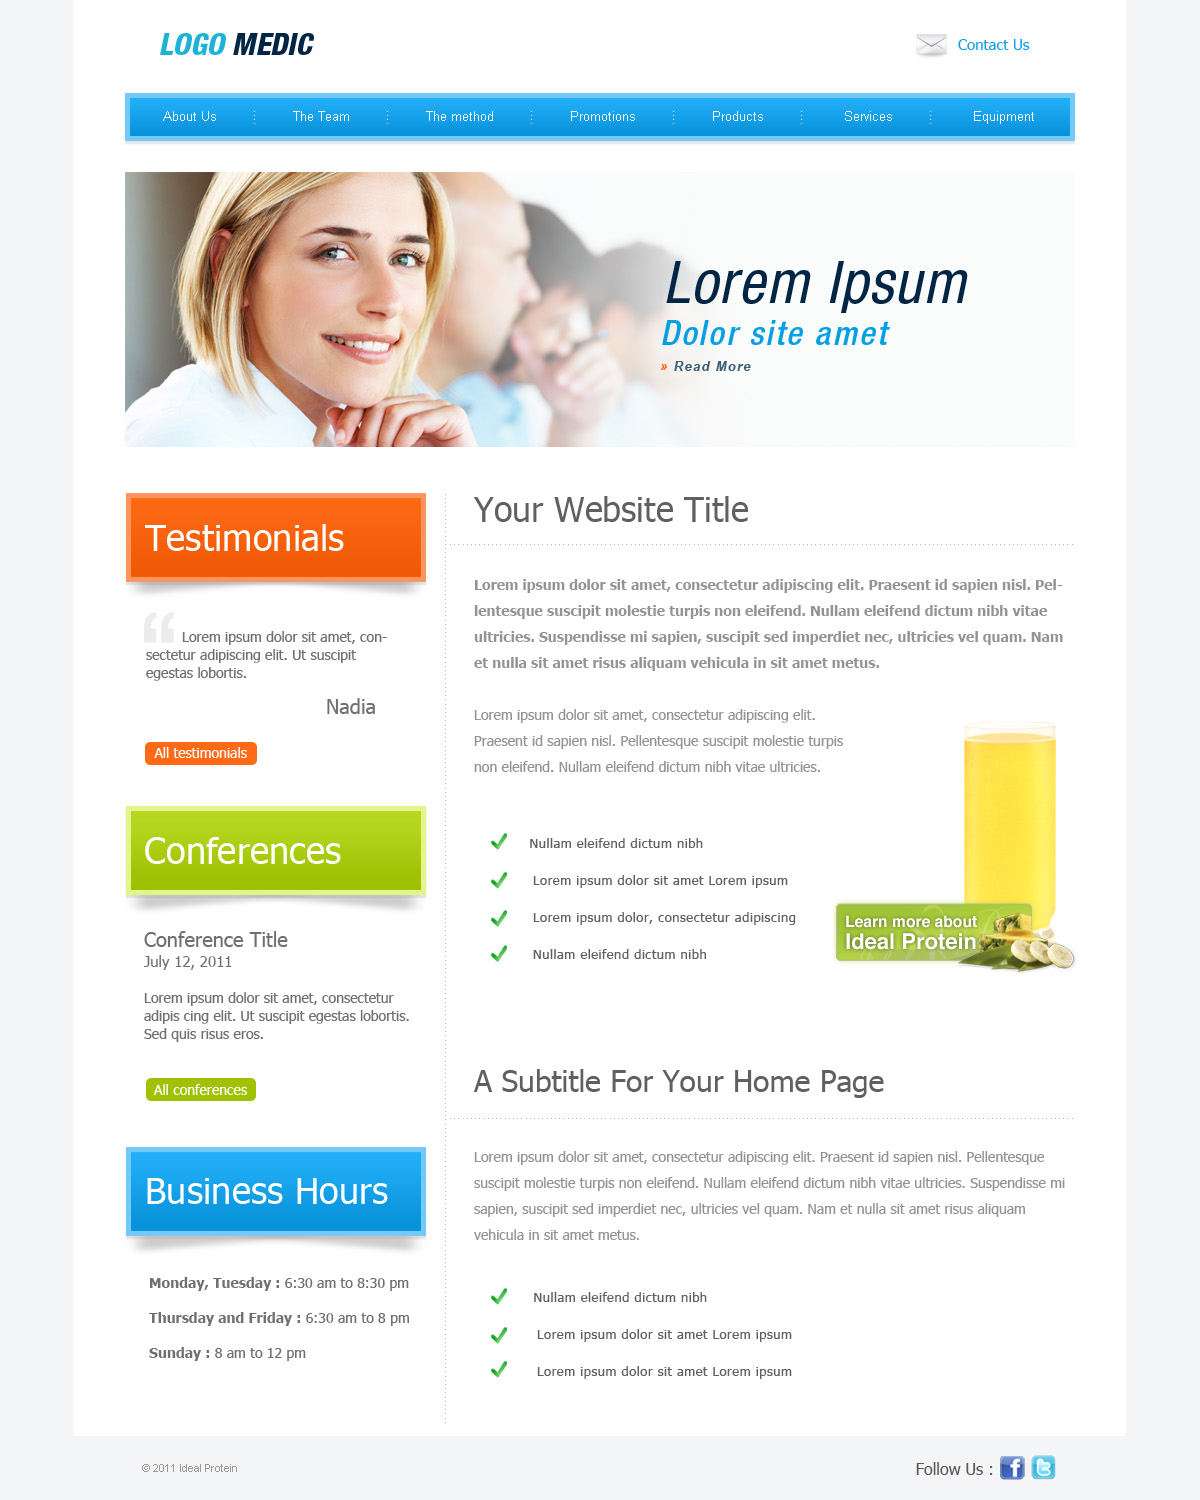 LOGO MEDIC
Contact Us
About Us
The Team
The method
Promotions
Products
Services
Equipment
Lorem Ipsum
Dolor site amet
» Read More
Testimonials
“ Lorem ipsum dolor sit amet, con-
sectetur adipiscing elit. Ut suscipit
egestas lobortis.
Nadia
All testimonials
Conferences
Conference Title
July 12, 2011
Lorem ipsum dolor sit amet, consectetur
adipis cing elit. Ut suscipit egestas lobortis.
Sed quis risus eros.
All conferences
Business Hours
Monday, Tuesday : 6:30 am to 8:30 pm
Thursday and Friday : 6:30 am to 8 pm
Sunday : 8 am to 12 pm
Your Website Title
Lorem ipsum dolor sit amet, consectetur adipiscing elit. Praesent id sapien nisl. Pel-
lentesque suscipit molestie turpis non eleifend. Nullam eleifend dictum nibh vitae
ultricies. Suspendisse mi sapien, suscipit sed imperdiet nec, ultricies vel quam. Nam
et nulla sit amet risus aliquam vehicula in sit amet metus.
Lorem ipsum dolor sit amet, consectetur adipiscing elit.
Praesent id sapien nisl. Pellentesque suscipit molestie turpis
non eleifend. Nullam eleifend dictum nibh vitae ultricies.
Nullam eleifend dictum nibh
Lorem ipsum dolor sit amet Lorem ipsum
Lorem ipsum dolor, consectetur adipiscing
Nullam eleifend dictum nibh
Learn more about
Ideal Protein
A Subtitle For Your Home Page
Lorem ipsum dolor sit amet, consectetur adipiscing elit. Praesent id sapien nisl. Pellentesque
suscipit molestie turpis non eleifend. Nullam eleifend dictum nibh vitae ultricies. Suspendisse mi
sapien, suscipit sed imperdiet nec, ultricies vel quam. Nam et nulla sit amet risus aliquam
vehicula in sit amet metus.
Nullam eleifend dictum nibh
Lorem ipsum dolor sit amet Lorem ipsum
Lorem ipsum dolor sit amet Lorem ipsum
© 2011 Ideal Protein
Follow Us : f t